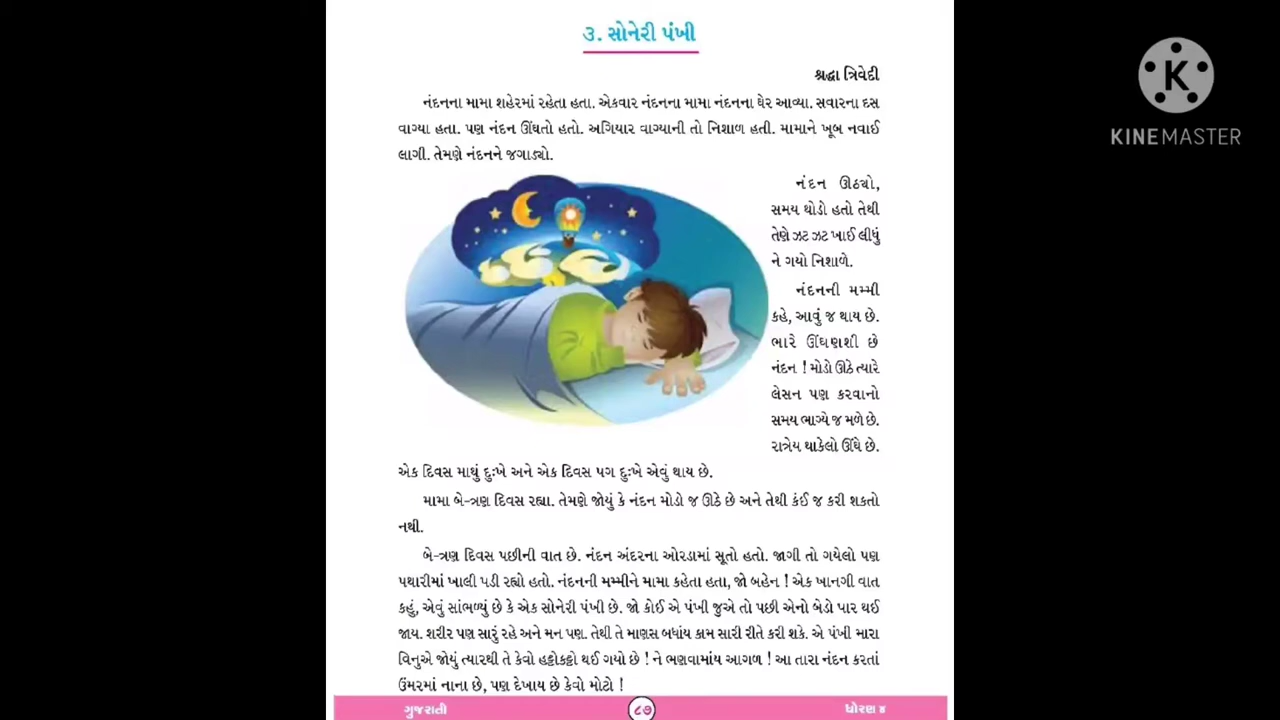 ૩. સોનેરી પંખી
શ્રદ્ધા ત્રિવેદી
નંદનના મામા શહેરમાં રહેતા હતા. એકવાર નંદનના મામા નંદનના ઘેર આવ્યા. સવારના દસ
વાગ્યા હતા. પણ નંદન ઊંઘતો હતો. અગિયાર વાગ્યાની તો નિશાળ હતી. મામાને ખૂબ નવાઈ
લાગી. તેમણે નંદનને જગાડ્યો.
નંદન ઊઠ્યો,
સમય થોડો હતો તેથી
તેણે ઝટ ઝટ ખાઈ લીધું
ને ગયો નિશાળે.
નંદનની મમ્મી
કહે, આવું જ થાય છે.
ભારે ઊંઘણશી છે
નંદન ! મોડો ઊઠે ત્યારે
લેસન પણ કરવાનો
સમય ભાગ્યે જ મળે છે.
રાત્રેય થાકેલો ઊંઘે છે.
એક દિવસ માથું દુઃખે અને એક દિવસ પગ દુઃખે એવું થાય છે.
મામા બે-ત્રણ દિવસ રહ્યા. તેમણે જોયું કે નંદન મોડો જ ઊઠે છે અને તેથી કંઈ જ કરી શકતો
નથી.
બે-ત્રણ દિવસ પછીની વાત છે. નંદન અંદરના ઓરડામાં સૂતો હતો. જાગી તો ગયેલો પણ
પથારીમાં ખાલી પડી રહ્યો હતો. નંદનની મમ્મીને મામા કહેતા હતા, જો બહેન ! એક ખાનગી વાત
કહું, એવું સાંભળ્યું છે કે એક સોનેરી પંખી છે. જો કોઈ એ પંખી જુએ તો પછી એનો બેડો પાર થઈ
જાય. શરીર પણ સારું રહે અને મન પણ. તેથી તે માણસ બધાંય કામ સારી રીતે કરી શકે. એ પંખી મારા
વિનુએ જોયું ત્યારથી તે કેવો હટ્ટોકટ્ટો થઈ ગયો છે ! ને ભણવામાંય આગળ ! આ તારા નંદન કરતાં
ઉંમરમાં નાના છે, પણ દેખાય છે કેવો મોટો !
ગુજરાતી
૮૭
ધોરણ ૪
K
KINEMASTER